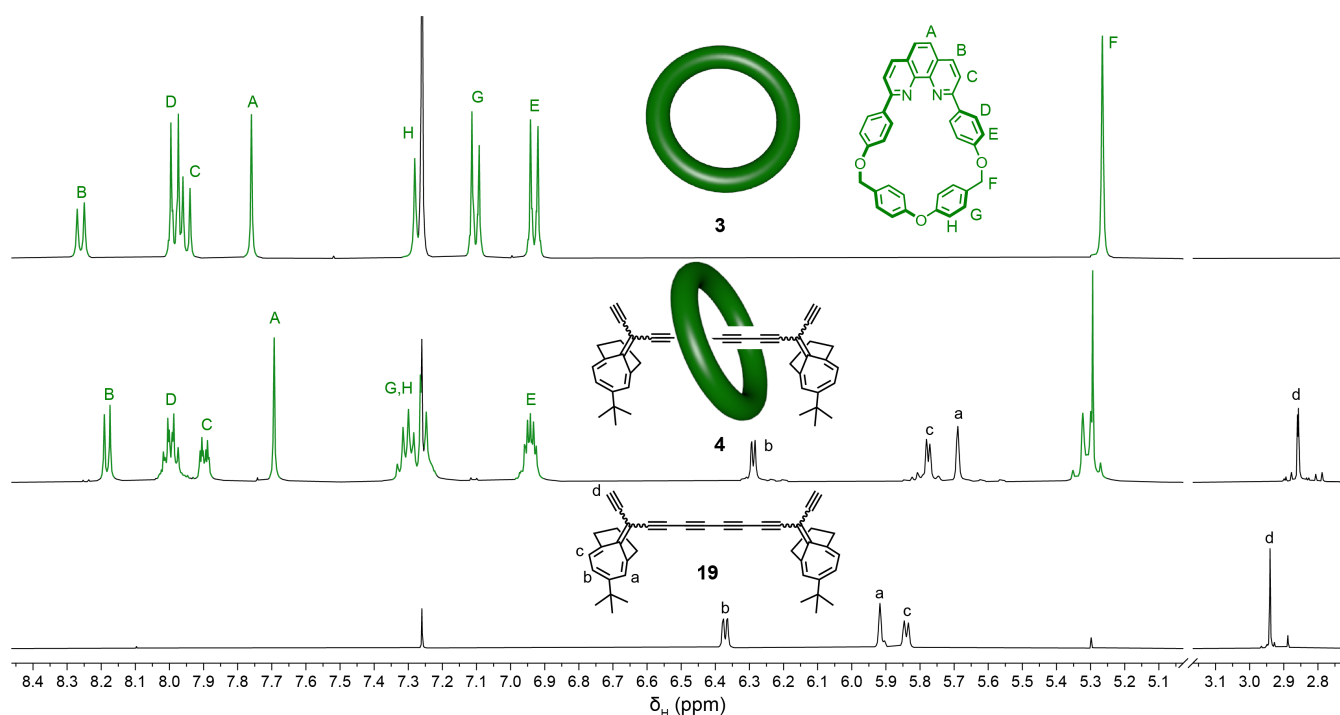 A
B
C
N N
D
E
O O
F
G
H O
3
B
D
C
A
H
G
E
F
B
D
C
A
G,H
E
4
b
c
a
d
d
c
b
a
19
b
a
c
d
8.4 8.3 8.2 8.1 8.0 7.9 7.8 7.7 7.6 7.5 7.4 7.3 7.2 7.1 7.0 6.9 6.8 6.7 6.6 6.5 6.4 6.3 6.2 6.1 6.0 5.9 5.8 5.7 5.6 5.5 5.4 5.3 5.2 5.1 3.1 3.0 2.9 2.8
δH (ppm)